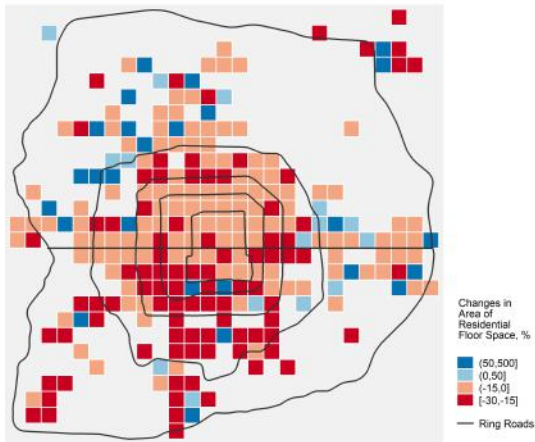 Changes in
Area of
Residential
Floor Space, %
(50,500]
(0,50]
(-15,0]
[-30,-15]
Ring Roads